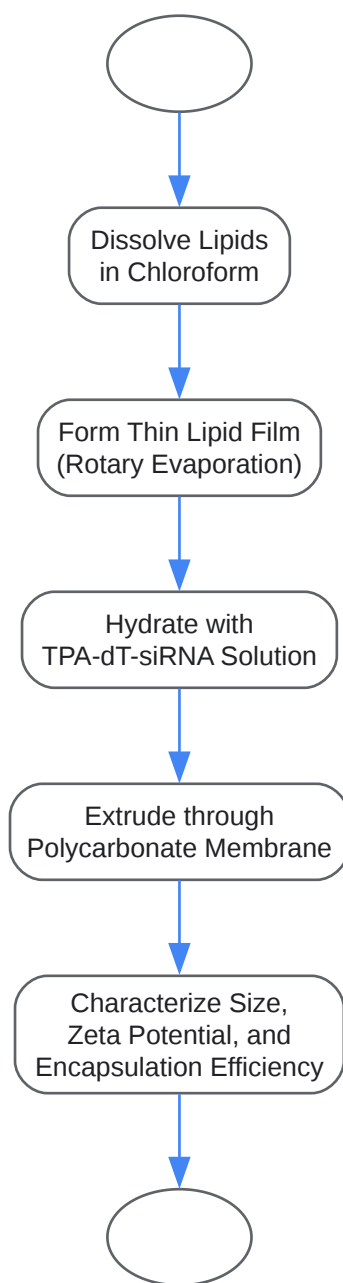 Dissolve Lipids
in Chloroform
Form Thin Lipid Film
(Rotary Evaporation)
Hydrate with
TPA-dT-siRNA Solution
Extrude through
Polycarbonate Membrane
Characterize Size,
Zeta Potential, and
Encapsulation Efficiency